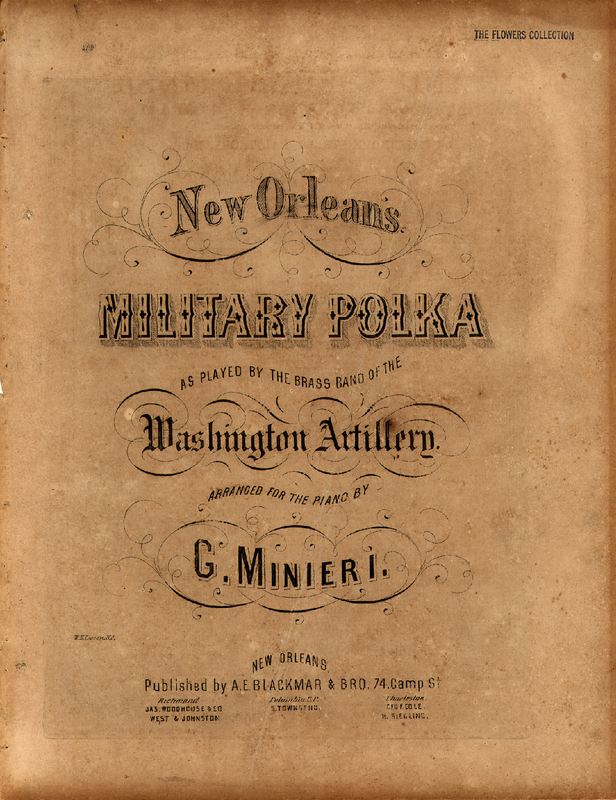 THE FLOWERS COLLECTION
New Orleans.
MILITARY POLKA
AS PLAYED BY THE BRASS BAND OF THE
Washington Artillery.
ARRANGED FOR THE PIANO BY
G. MINIERI.
NEW ORLEANS
Published by A.E. BLACKMAR & BRO. 74. Camp St
Richmond Columbia S.C. Charleston
JAS. WOODHOUSE & CO S. TOWNSEND. GEO F. COLE.
WEST & JOHNSTON H. SIEGLING.